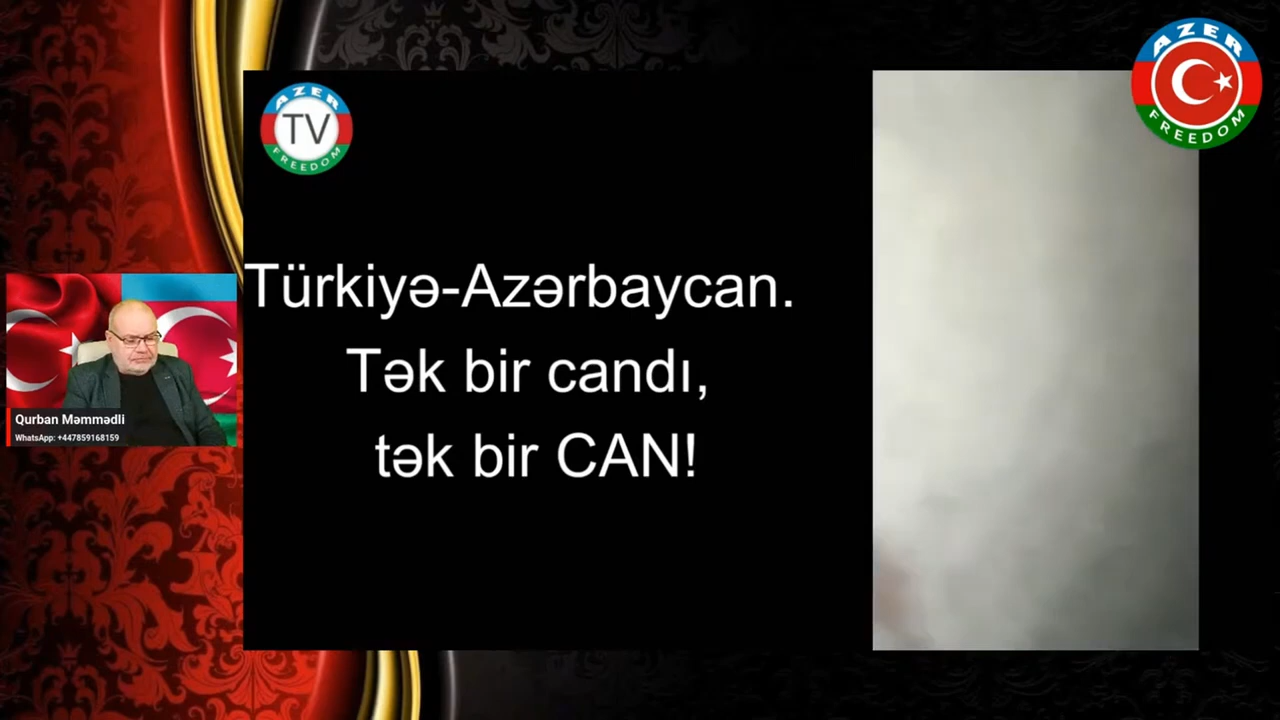 AZER
TV
FREEDOM
AZER
FREEDOM
Türkiyə-Azərbaycan.
Tək bir candı,
tək bir CAN!
Qurban Məmmədli
WhatsApp: +447859168159